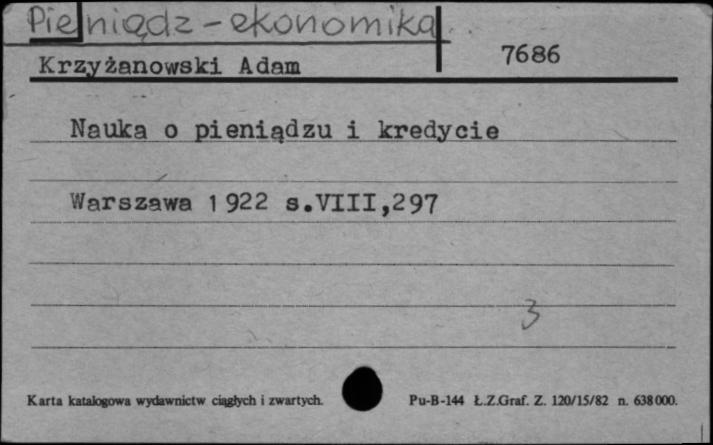 Pieniądz - ekonomika
Krzyżanowski Adam 7686
Nauka o pieniądzu i kredycie
Warszawa 1922 s.VIII,297
3
Karta katalogowa wydawnictw ciągłych i zwartych. Pu-B-144 Ł.Z.Graf. Z. 120/15/82 n. 638000.